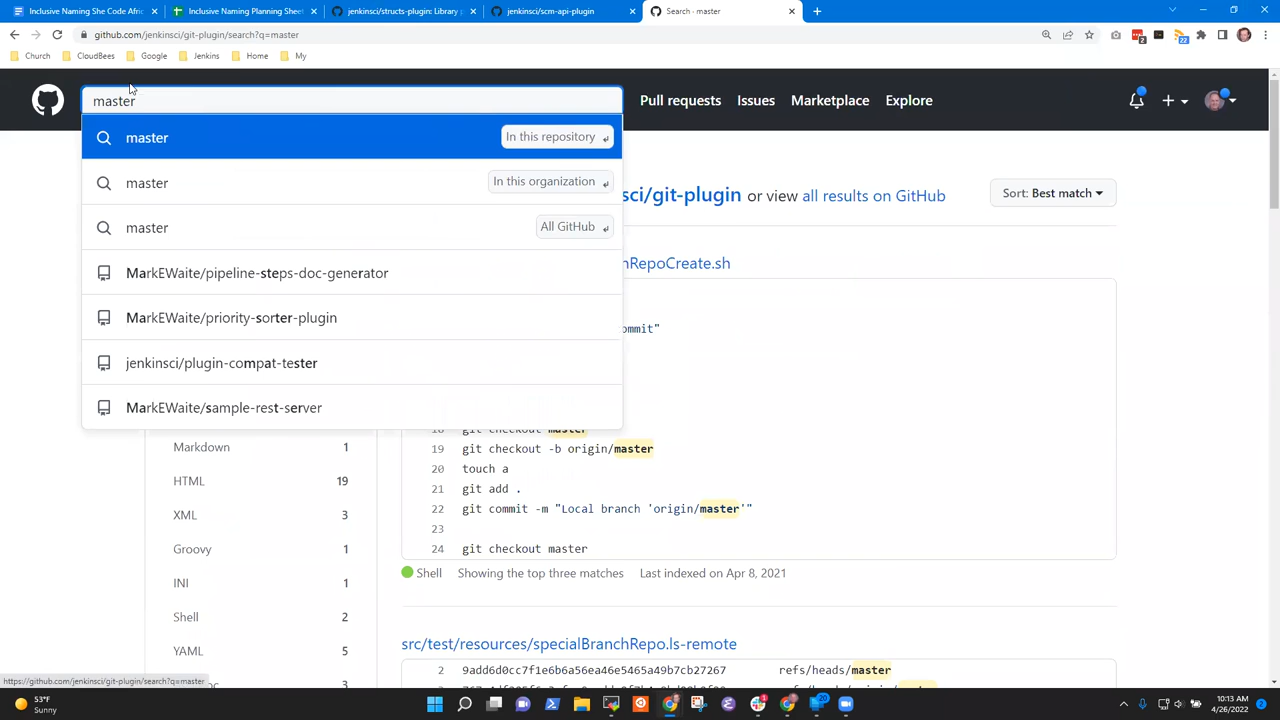 Inclusive Naming She Code Afri
Inclusive Naming Planning Sheet
jenkinsci/structs-plugin: Library p
jenkinsci/scm-api-plugin
Search · master
github.com/jenkinsci/git-plugin/search?q=master
Church
CloudBees
Google
Jenkins
Home
My
master
Pull requests
Issues
Marketplace
Explore
master In this repository
master In this organization
master All GitHub
MarkEWaite/pipeline-steps-doc-generator
MarkEWaite/priority-sorter-plugin
jenkinsci/plugin-compat-tester
MarkEWaite/sample-rest-server
sci/git-plugin or view all results on GitHub
Sort: Best match
nRepoCreate.sh
ommit"
18 git checkout master
19 git checkout -b origin/master
20 touch a
21 git add .
22 git commit -m "Local branch 'origin/master'"
23
24 git checkout master
Shell Showing the top three matches Last indexed on Apr 8, 2021
Markdown 1
HTML 19
XML 3
Groovy 1
INI 1
Shell 2
YAML 5
3
src/test/resources/specialBranchRepo.ls-remote
2 9add6d0cc7f1e6b6a56ea46e5465a49b7cb27267 refs/heads/master
https://github.com/jenkinsci/git-plugin/search?q=master
53°F
Sunny
10:13 AM
4/26/2022